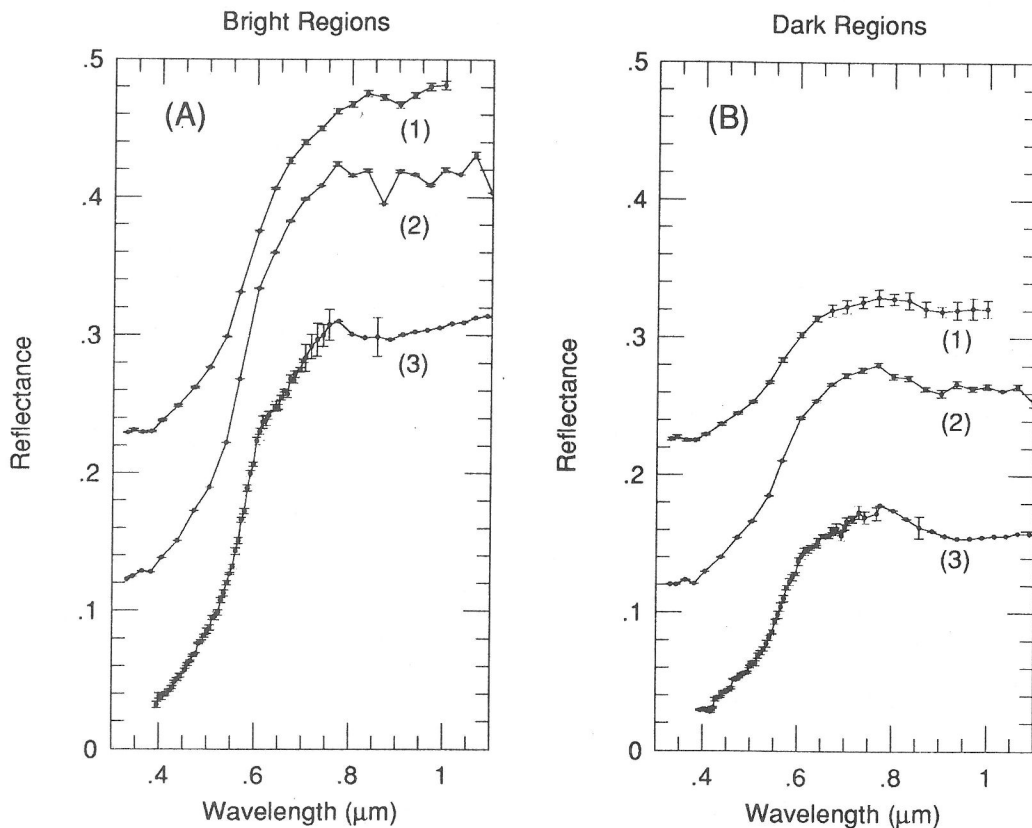 Bright Regions
.5
(A)
(1)
.4
(2)
.3
(3)
.2
.1
0
.4 .6 .8 1
Reflectance
Wavelength (μm)
Dark Regions
.5
(B)
.4
.3
(1)
(2)
.2
(3)
.1
0
.4 .6 .8 1
Reflectance
Wavelength (μm)